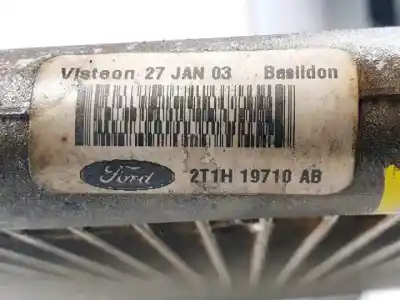 Visteon 27 JAN 03 Basildon
Ford 2T1H 19710 AB